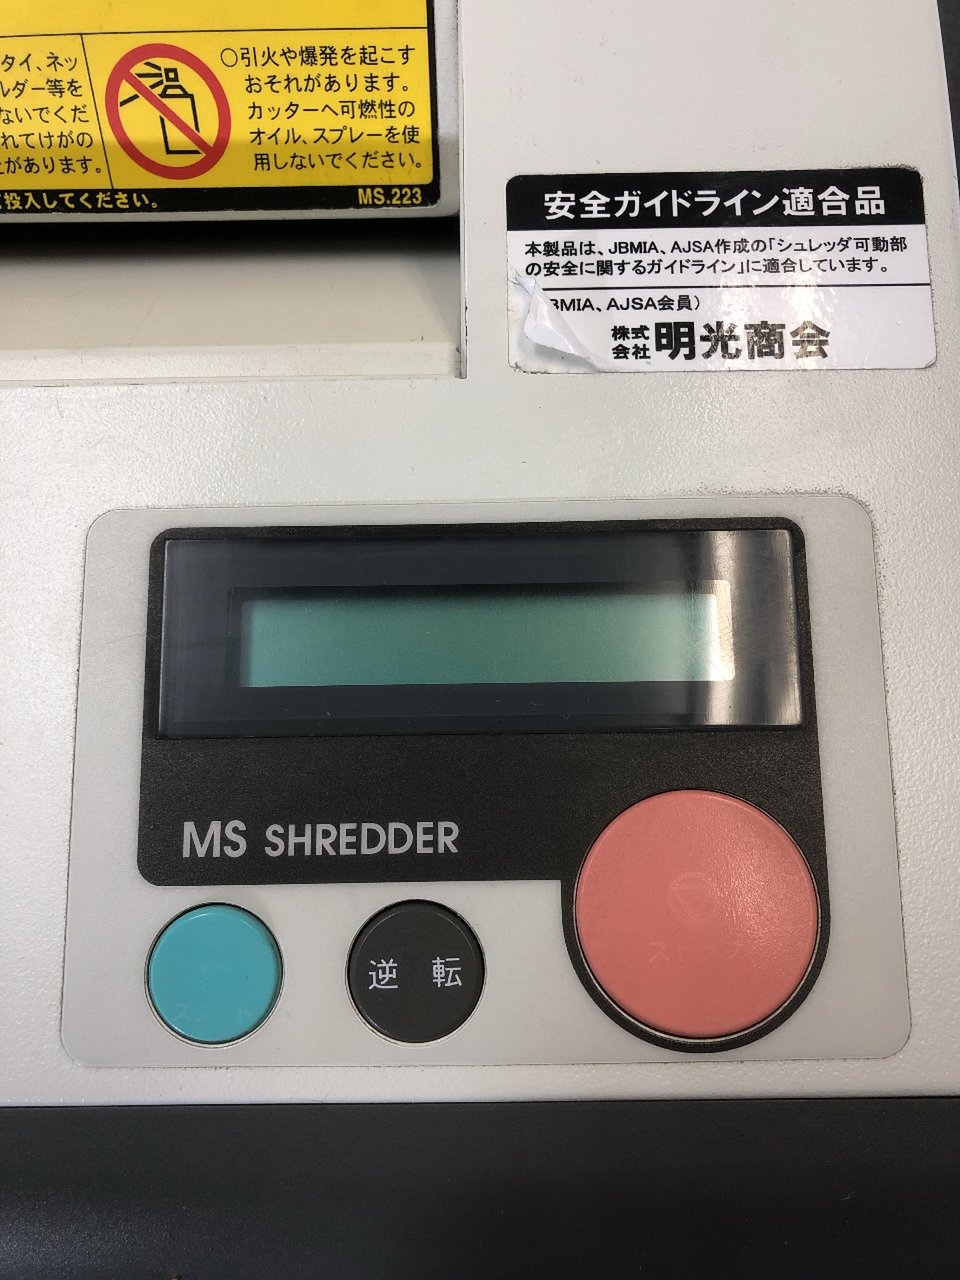 タイ、ネッ
ルダー等を
ないでくだ
れてけがの
があります。
○引火や爆発を起こす
おそれがあります。
カッターへ可燃性の
オイル、スプレーを使
用しないでください。
投入してください。
MS.223
安全ガイドライン適合品
本製品は、JBMIA、AJSA作成の「シュレッダ可動部
の安全に関するガイドライン」に適合しています。
BMIA、AJSA会員）
株式会社 明光商会
MS SHREDDER
逆 転